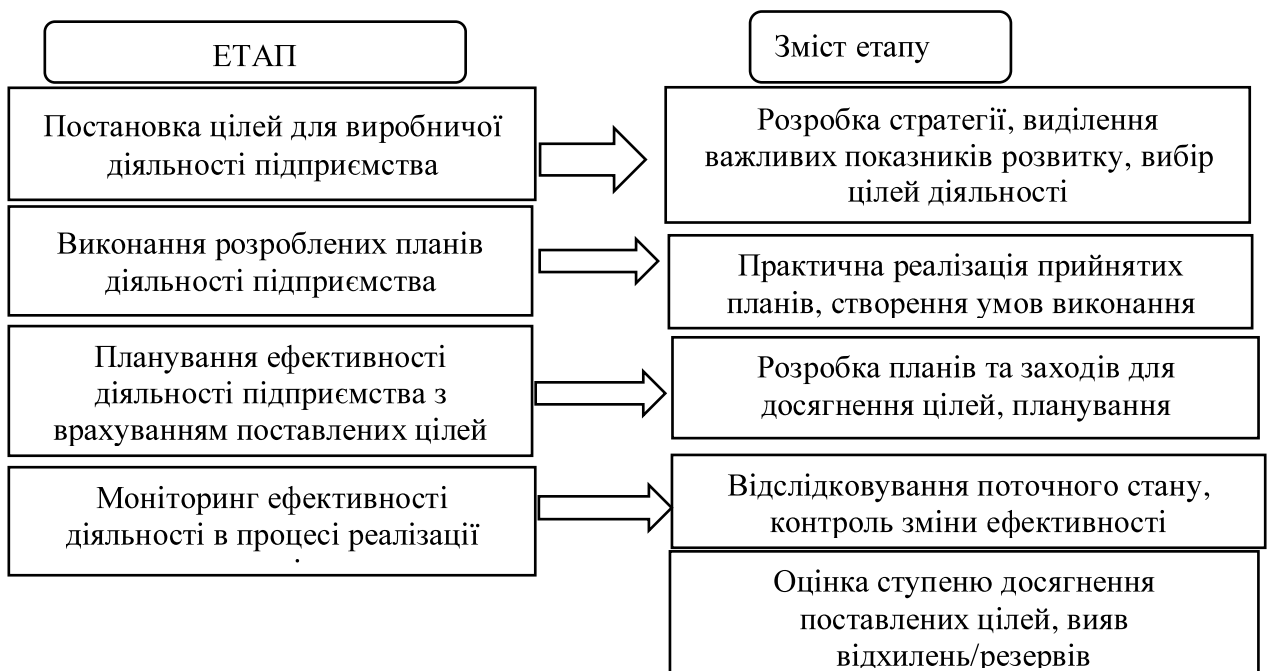 ЕТАП
Зміст етапу
Постановка цілей для виробничої
діяльності підприємства
Розробка стратегії, виділення
важливих показників розвитку, вибір
цілей діяльності
Виконання розроблених планів
діяльності підприємства
Практична реалізація прийнятих
планів, створення умов виконання
Планування ефективності
діяльності підприємства з
врахуванням поставлених цілей
Розробка планів та заходів для
досягнення цілей, планування
Моніторинг ефективності
діяльності в процесі реалізації
.
Відслідковування поточного стану,
контроль зміни ефективності
Оцінка ступеню досягнення
поставлених цілей, вияв
відхилень/резервів